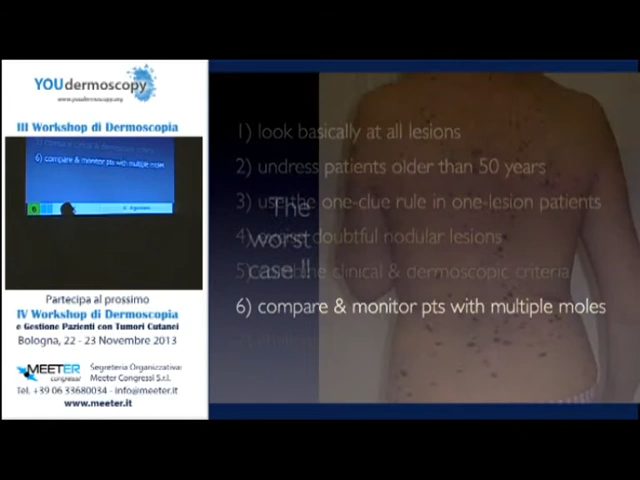 YOUdermoscopy
www.youdermoscopy.org
III Workshop di Dermoscopia
6) compare & monitor pts with multiple moles
Partecipa al prossimo
IV Workshop di Dermoscopia
e Gestione Pazienti con Tumori Cutanei
Bologna, 22 - 23 Novembre 2013
MEETER
congressi
Segreteria Organizzativa:
Meeter Congressi S.r.l.
Tel. +39 06 33680034 - info@meeter.it
www.meeter.it
1) look basically at all lesions
2) undress patients older than 50 years
3) use the one-clue rule in one-lesion patients
4) excise doubtful nodular lesions
5) combine clinical & dermoscopic criteria
6) compare & monitor pts with multiple moles
The
worst
case II